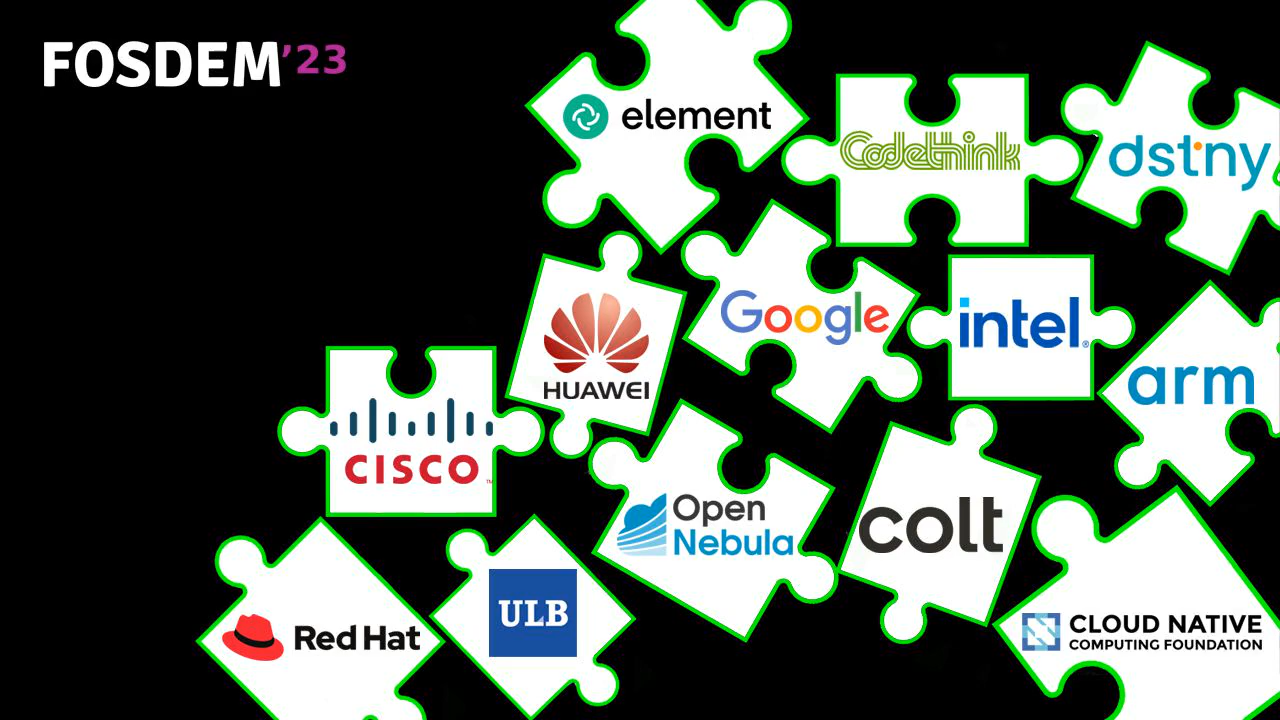 FOSDEM'23
element
Codethink
dstny
HUAWEI
Google
intel®
arm
CISCO™
Open
Nebula
colt
Red Hat
ULB
CLOUD NATIVE
COMPUTING FOUNDATION